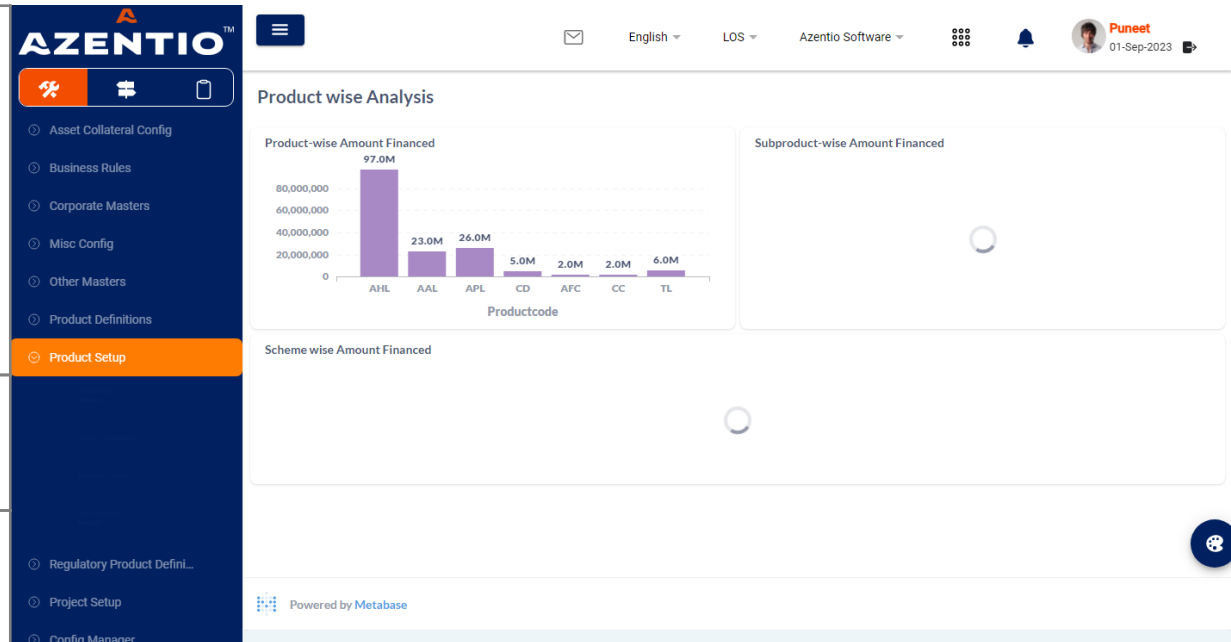 AZENTIO™
English
LOS
Azentio Software
Puneet
01-Sep-2023
Asset Collateral Config
Business Rules
Corporate Masters
Misc Config
Other Masters
Product Definitions
Product Setup
Regulatory Product Defini...
Project Setup
Config Manager
Product wise Analysis
Product-wise Amount Financed
97.0M
80,000,000
60,000,000
40,000,000
20,000,000
0
23.0M
26.0M
5.0M
2.0M
2.0M
6.0M
AHL AAL APL CD AFC CC TL
Productcode
Subproduct-wise Amount Financed
Scheme wise Amount Financed
Powered by Metabase